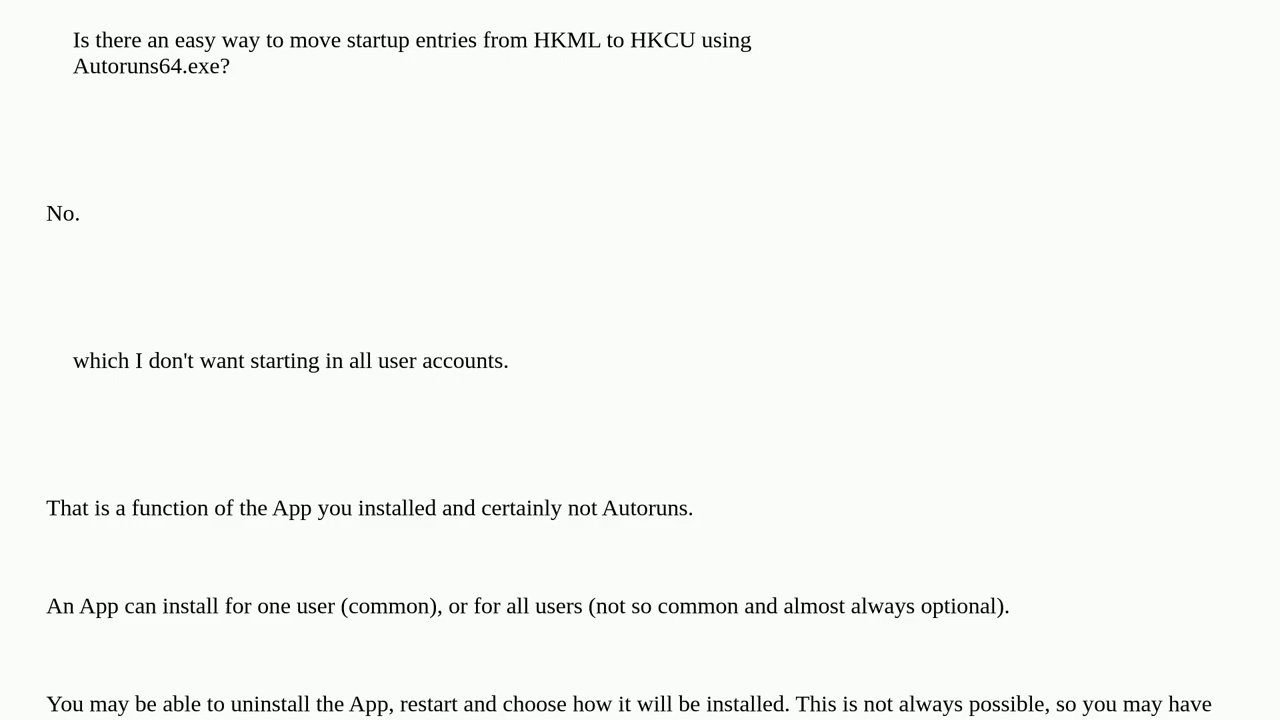 Is there an easy way to move startup entries from HKML to HKCU using
Autoruns64.exe?
No.
which I don't want starting in all user accounts.
That is a function of the App you installed and certainly not Autoruns.
An App can install for one user (common), or for all users (not so common and almost always optional).
You may be able to uninstall the App, restart and choose how it will be installed. This is not always possible, so you may have